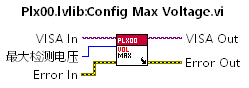 Plx00.lvlib:Config Max Voltage.vi
VISA In
VISA Out
最大检测电压
Error In
Error Out
PLX00
VOL
MAX